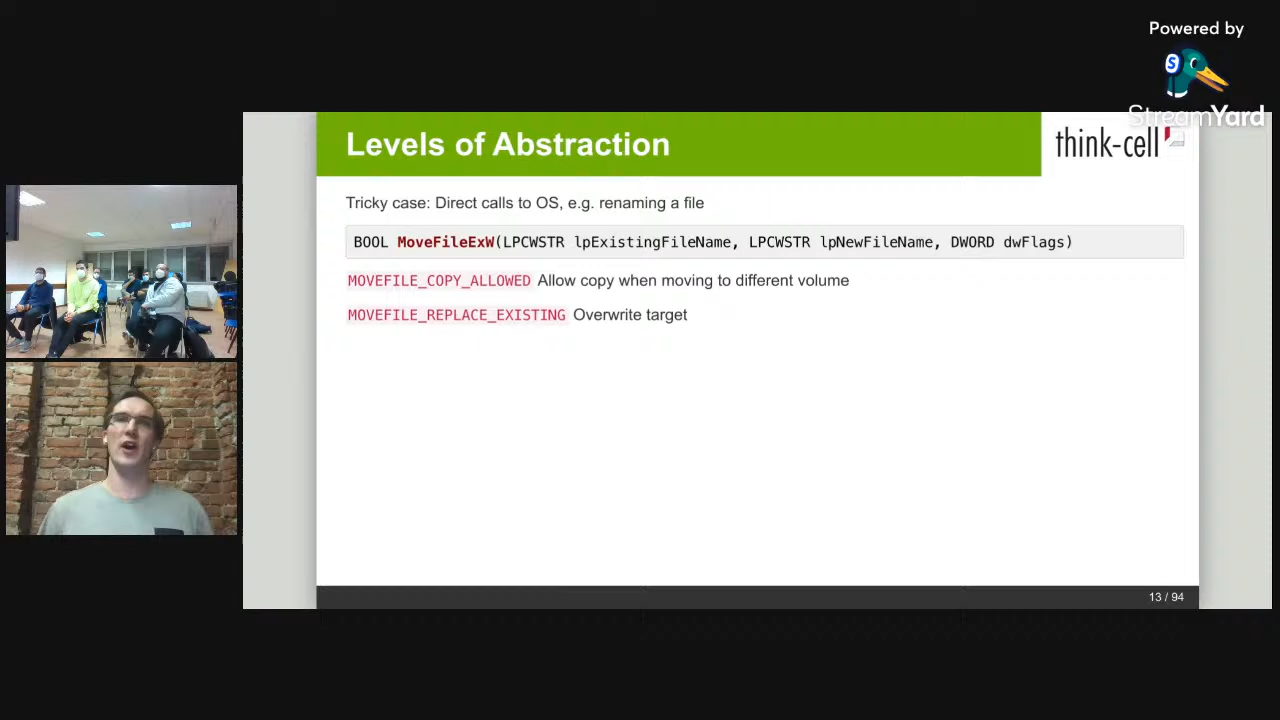 Powered by
S
StreamYard
Levels of Abstraction
think-cell
Tricky case: Direct calls to OS, e.g. renaming a file
BOOL MoveFileExW(LPCWSTR lpExistingFileName, LPCWSTR lpNewFileName, DWORD dwFlags)
MOVEFILE_COPY_ALLOWED Allow copy when moving to different volume
MOVEFILE_REPLACE_EXISTING Overwrite target
13 / 94